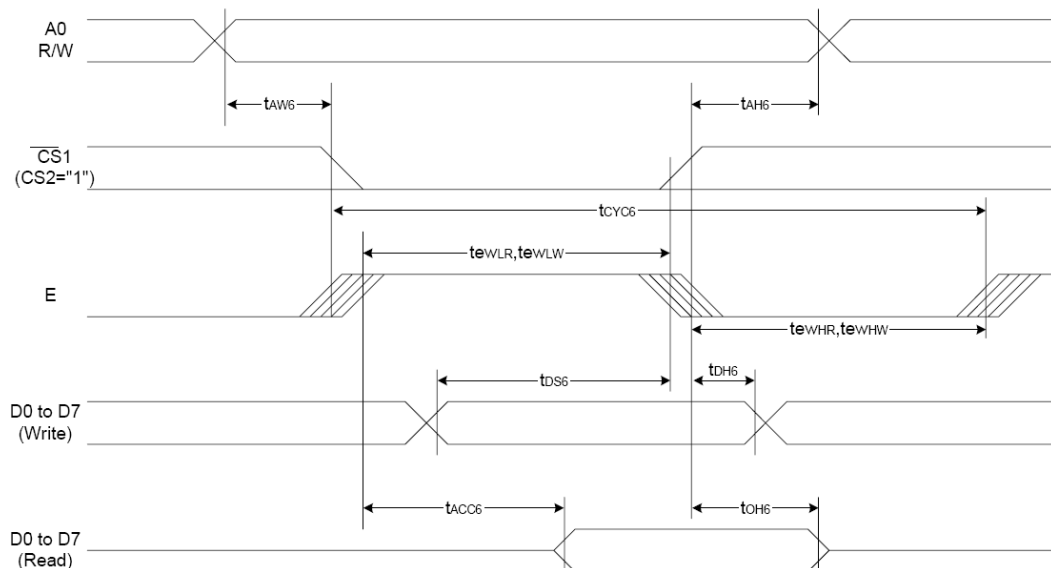 A0
R/W
tAW6
tAH6
CS1
(CS2="1")
tCYC6
tewLR,tewLW
E
tewHR,tewHW
tDS6
tDH6
D0 to D7
(Write)
tACC6
tOH6
D0 to D7
(Read)